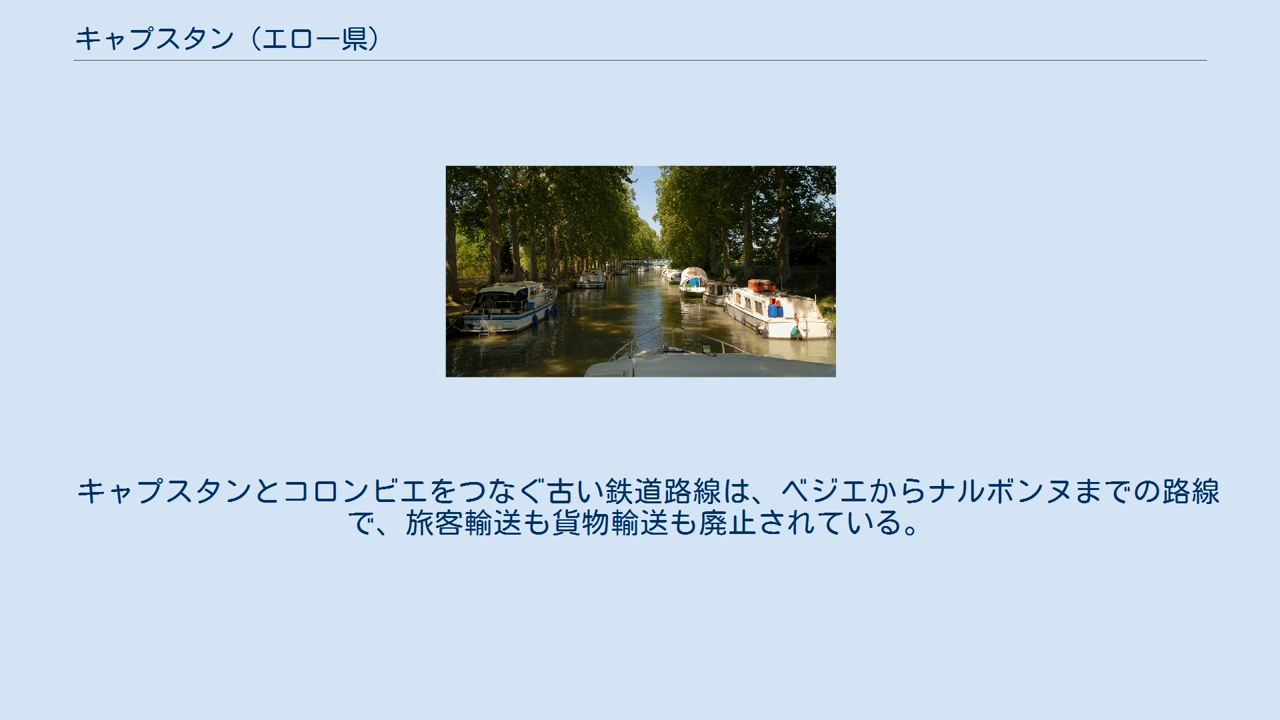 キャプスタン（エロー県）
キャプスタンとコロンビエをつなぐ古い鉄道路線は、ベジエからナルボンヌまでの路線
で、旅客輸送も貨物輸送も廃止されている。